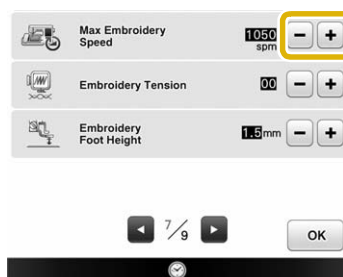 Max Embroidery
Speed
1050
spm
− +
Embroidery Tension
00
− +
Embroidery
Foot Height
1.5mm
− +
7/9
OK